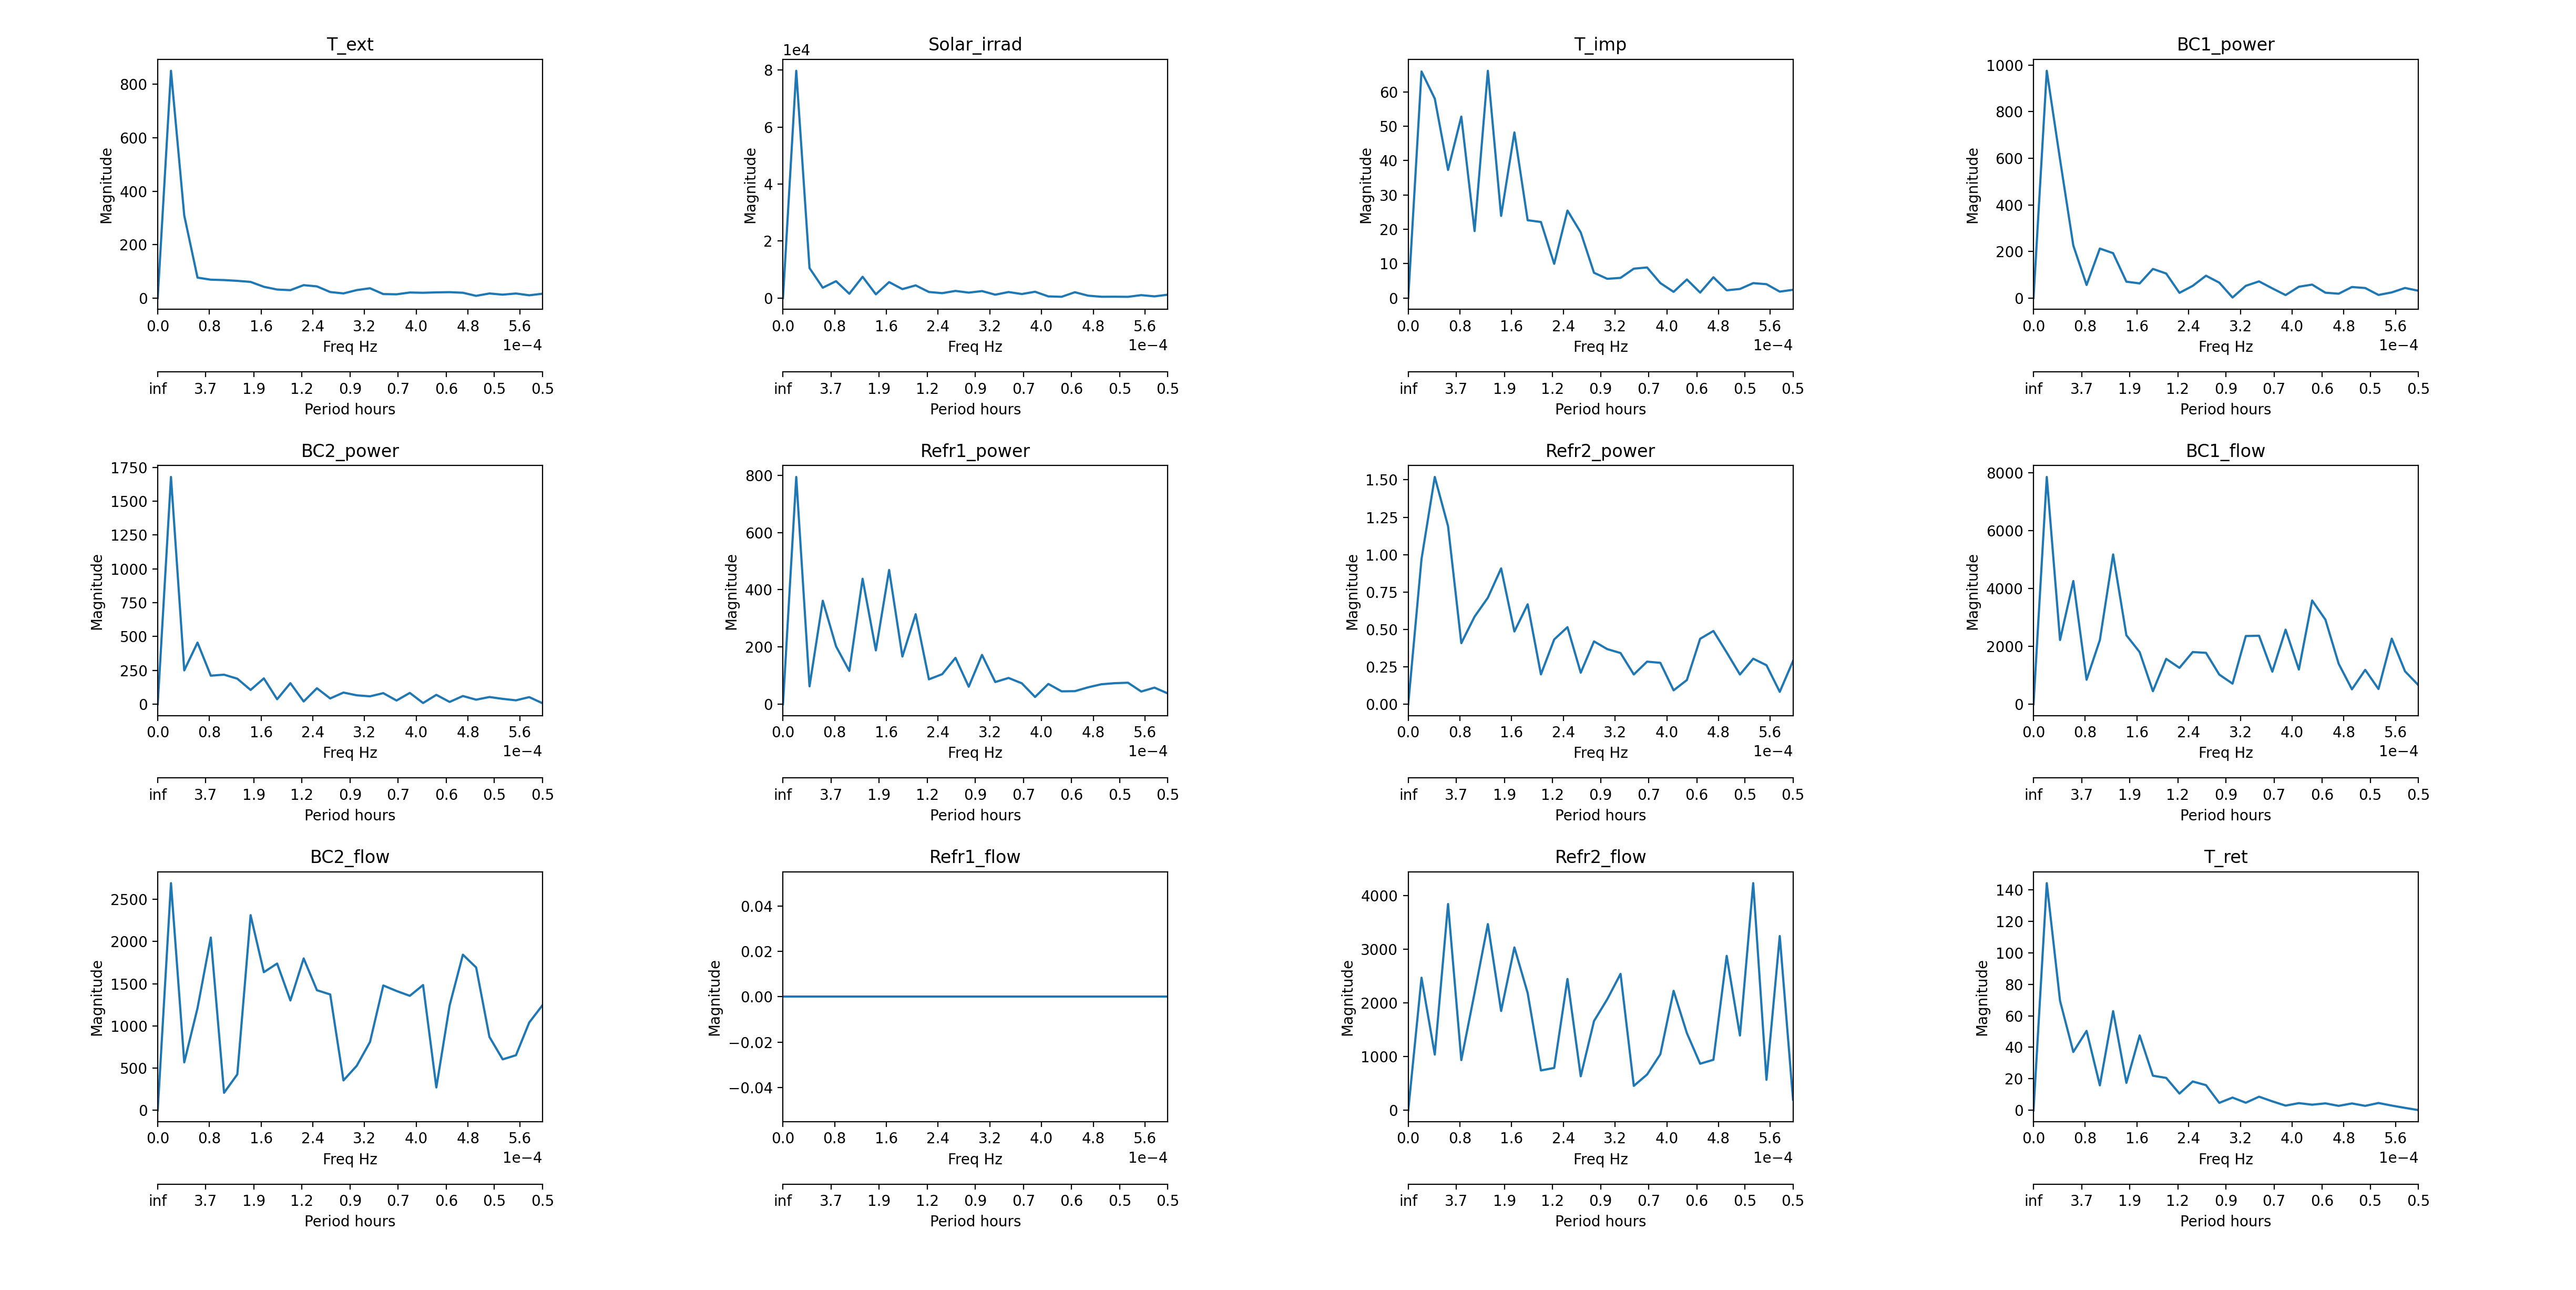 T_ext
Magnitude
800
600
400
200
0
0.0 0.8 1.6 2.4 3.2 4.0 4.8 5.6
Freq Hz
1e−4
inf 3.7 1.9 1.2 0.9 0.7 0.6 0.5 0.5
Period hours
Solar_irrad
1e4
Magnitude
8
6
4
2
0
0.0 0.8 1.6 2.4 3.2 4.0 4.8 5.6
Freq Hz
1e−4
inf 3.7 1.9 1.2 0.9 0.7 0.6 0.5 0.5
Period hours
T_imp
Magnitude
60
50
40
30
20
10
0
0.0 0.8 1.6 2.4 3.2 4.0 4.8 5.6
Freq Hz
1e−4
inf 3.7 1.9 1.2 0.9 0.7 0.6 0.5 0.5
Period hours
BC1_power
Magnitude
1000
800
600
400
200
0
0.0 0.8 1.6 2.4 3.2 4.0 4.8 5.6
Freq Hz
1e−4
inf 3.7 1.9 1.2 0.9 0.7 0.6 0.5 0.5
Period hours
BC2_power
Magnitude
1750
1500
1250
1000
750
500
250
0
0.0 0.8 1.6 2.4 3.2 4.0 4.8 5.6
Freq Hz
1e−4
inf 3.7 1.9 1.2 0.9 0.7 0.6 0.5 0.5
Period hours
Refr1_power
Magnitude
800
600
400
200
0
0.0 0.8 1.6 2.4 3.2 4.0 4.8 5.6
Freq Hz
1e−4
inf 3.7 1.9 1.2 0.9 0.7 0.6 0.5 0.5
Period hours
Refr2_power
Magnitude
1.50
1.25
1.00
0.75
0.50
0.25
0.00
0.0 0.8 1.6 2.4 3.2 4.0 4.8 5.6
Freq Hz
1e−4
inf 3.7 1.9 1.2 0.9 0.7 0.6 0.5 0.5
Period hours
BC1_flow
Magnitude
8000
6000
4000
2000
0
0.0 0.8 1.6 2.4 3.2 4.0 4.8 5.6
Freq Hz
1e−4
inf 3.7 1.9 1.2 0.9 0.7 0.6 0.5 0.5
Period hours
BC2_flow
Magnitude
2500
2000
1500
1000
500
0
0.0 0.8 1.6 2.4 3.2 4.0 4.8 5.6
Freq Hz
1e−4
inf 3.7 1.9 1.2 0.9 0.7 0.6 0.5 0.5
Period hours
Refr1_flow
Magnitude
0.04
0.02
0.00
−0.02
−0.04
0.0 0.8 1.6 2.4 3.2 4.0 4.8 5.6
Freq Hz
1e−4
inf 3.7 1.9 1.2 0.9 0.7 0.6 0.5 0.5
Period hours
Refr2_flow
Magnitude
4000
3000
2000
1000
0
0.0 0.8 1.6 2.4 3.2 4.0 4.8 5.6
Freq Hz
1e−4
inf 3.7 1.9 1.2 0.9 0.7 0.6 0.5 0.5
Period hours
T_ret
Magnitude
140
120
100
80
60
40
20
0
0.0 0.8 1.6 2.4 3.2 4.0 4.8 5.6
Freq Hz
1e−4
inf 3.7 1.9 1.2 0.9 0.7 0.6 0.5 0.5
Period hours